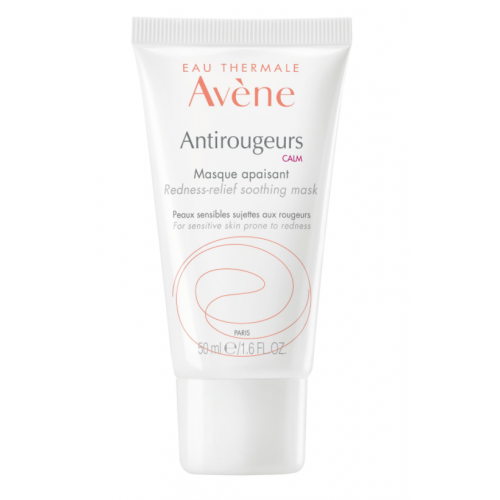 EAU THERMALE
Avène
Antirougeurs
CALM
Masque apaisant
Redness-relief soothing mask
Peaux sensibles sujettes aux rougeurs
For sensitive skin prone to redness
PARIS
50 ml ℮/1.6 FL.OZ.